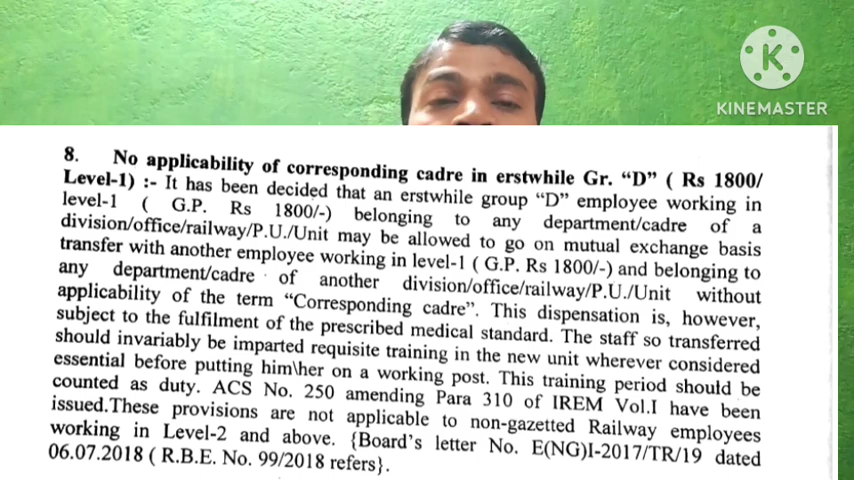 KINEMASTER
8. No applicability of corresponding cadre in erstwhile Gr. “D” ( Rs 1800/
Level-1) :- It has been decided that an erstwhile group “D” employee working in
level-1 ( G.P. Rs 1800/-) belonging to any department/cadre of a
division/office/railway/P.U./Unit may be allowed to go on mutual exchange basis
transfer with another employee working in level-1 ( G.P. Rs 1800/-) and belonging to
any department/cadre of another division/office/railway/P.U./Unit without
applicability of the term “Corresponding cadre”. This dispensation is, however,
subject to the fulfilment of the prescribed medical standard. The staff so transferred
should invariably be imparted requisite training in the new unit wherever considered
essential before putting him\her on a working post. This training period should be
counted as duty. ACS No. 250 amending Para 310 of IREM Vol.I have been
issued.These provisions are not applicable to non-gazetted Railway employees
working in Level-2 and above. {Board’s letter No. E(NG)I-2017/TR/19 dated
06.07.2018 ( R.B.E. No. 99/2018 refers}.